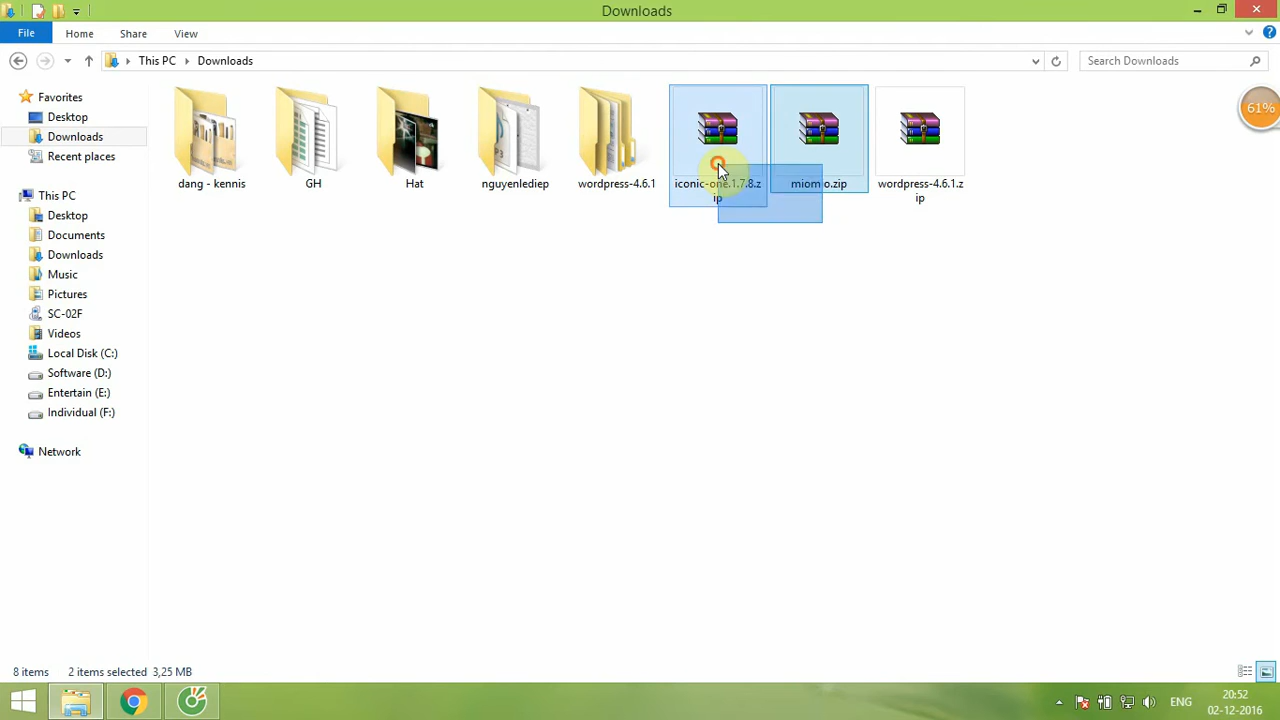 Downloads
File
Home
Share
View
This PC
Downloads
Search Downloads
61%
Favorites
Desktop
Downloads
Recent places
This PC
Desktop
Documents
Downloads
Music
Pictures
SC-02F
Videos
Local Disk (C:)
Software (D:)
Entertain (E:)
Individual (F:)
Network
dang - kennis
GH
Hat
nguyenlediep
wordpress-4.6.1
iconic-one.1.7.8.z
ip
miomio.zip
wordpress-4.6.1.z
ip
8 items
2 items selected 3,25 MB
ENG
20:52
02-12-2016